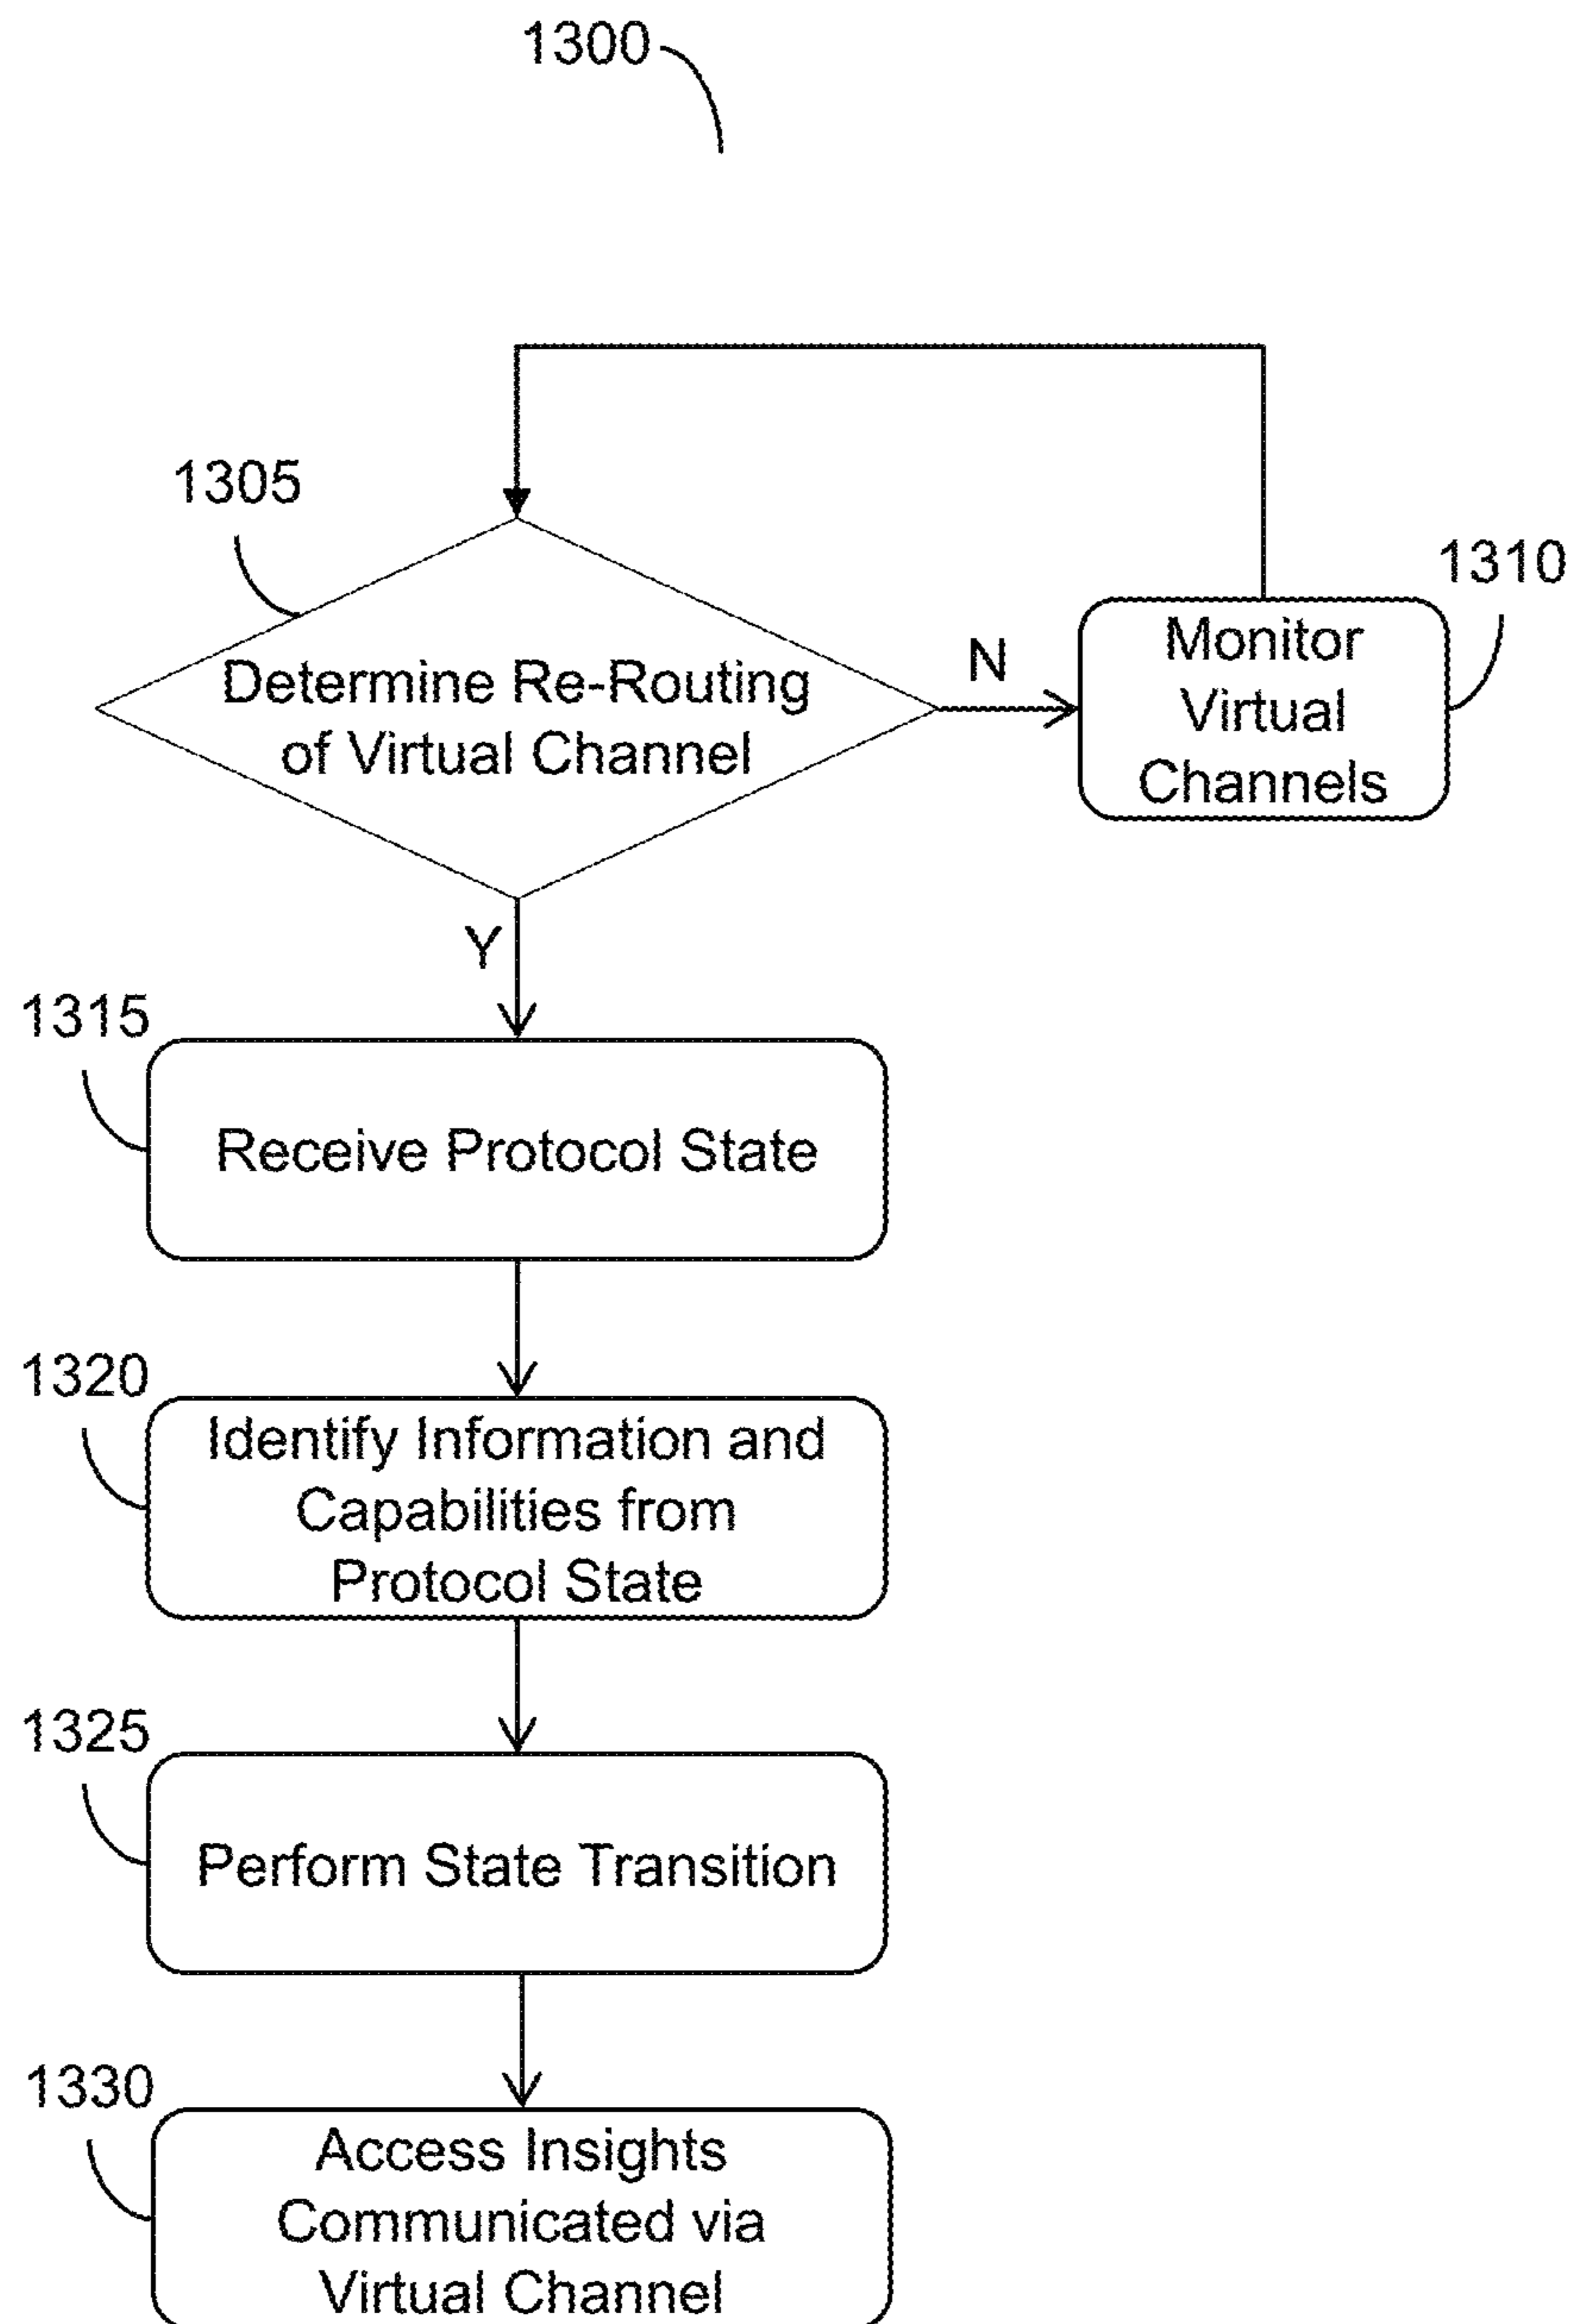 1300
1305
Determine Re-Routing
of Virtual Channel
N
1310
Monitor
Virtual
Channels
Y
1315
Receive Protocol State
1320
Identify Information and
Capabilities from
Protocol State
1325
Perform State Transition
1330
Access Insights
Communicated via
Virtual Channel